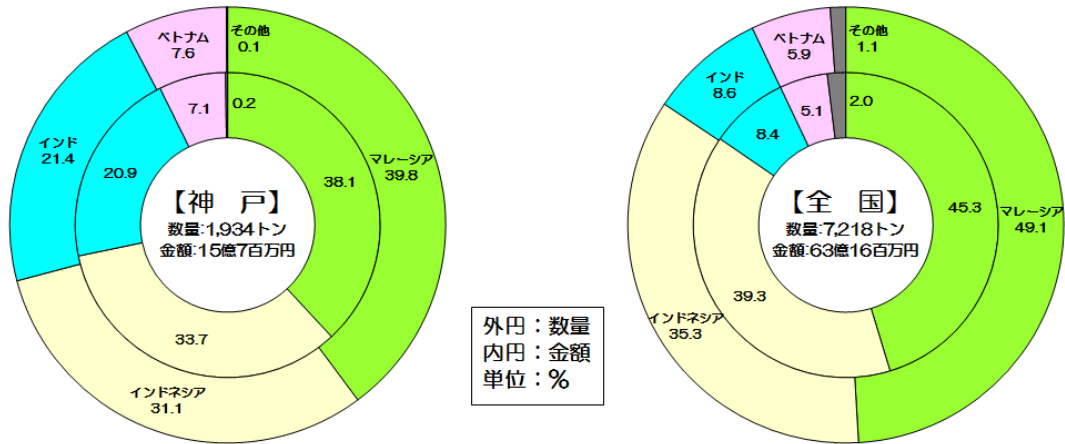 その他
0.1
ベトナム
7.6
0.2
7.1
インド
21.4
20.9
マレーシア
39.8
38.1
【神　戸】
数量:1,934トン
金額:15億7百万円
33.7
インドネシア
31.1
外円：数量
内円：金額
単位：%
その他
1.1
ベトナム
5.9
2.0
5.1
インド
8.6
8.4
マレーシア
49.1
45.3
【全　国】
数量:7,218トン
金額:63億16百万円
39.3
インドネシア
35.3